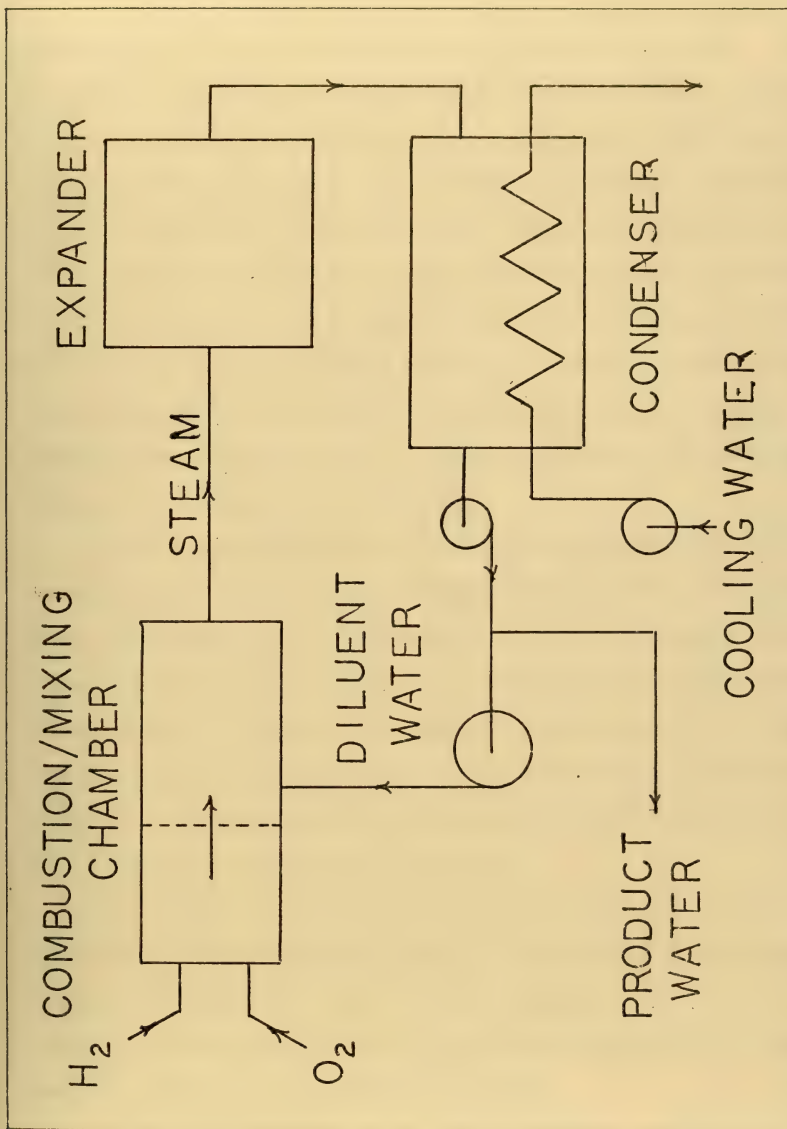 H2
O2
COMBUSTION/MIXING
CHAMBER
STEAM
EXPANDER
DILUENT
WATER
CONDENSER
PRODUCT
WATER
COOLING WATER